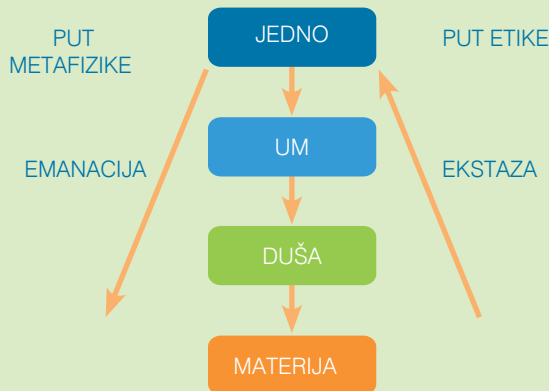 PUT
METAFIZIKE
JEDNO
PUT ETIKE
UM
EMANACIJA
EKSTAZA
DUŠA
MATERIJA